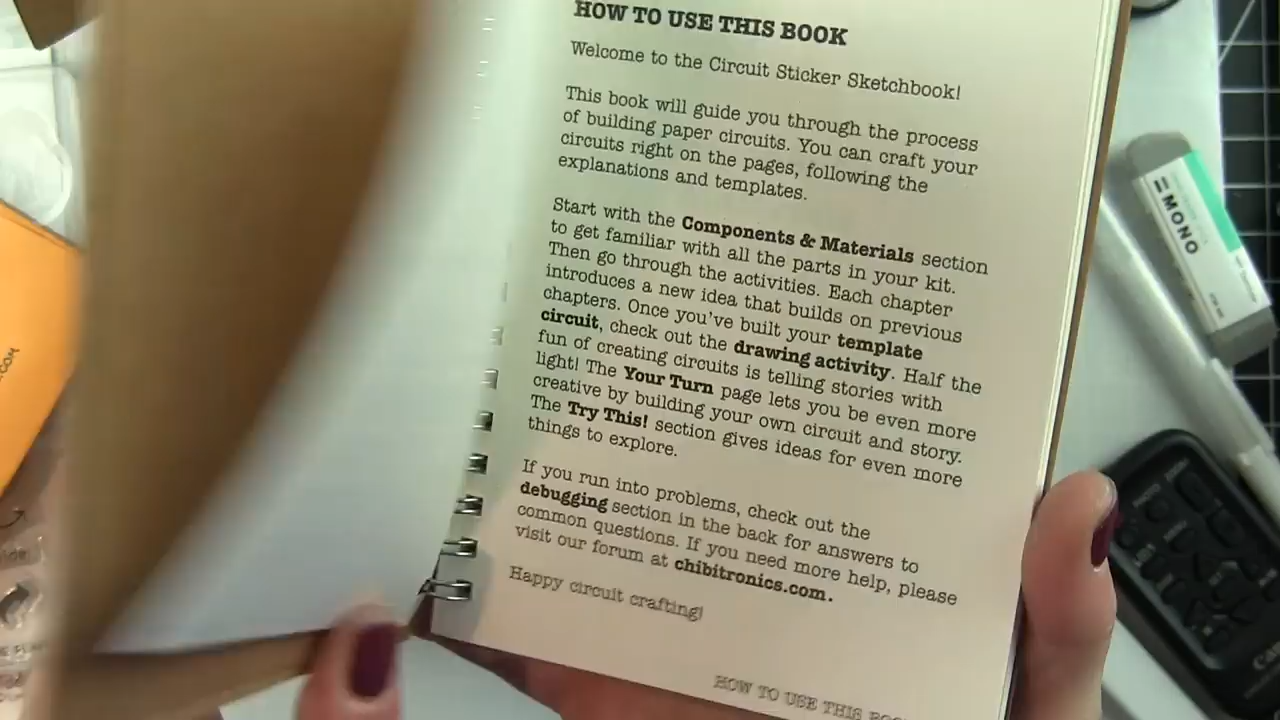 HOW TO USE THIS BOOK
Welcome to the Circuit Sticker Sketchbook!
This book will guide you through the process
of building paper circuits. You can craft your
circuits right on the pages, following the
explanations and templates.
Start with the Components & Materials section
to get familiar with all the parts in your kit.
Then go through the activities. Each chapter
introduces a new idea that builds on previous
chapters. Once you've built your template
circuit, check out the drawing activity. Half the
fun of creating circuits is telling stories with
light! The Your Turn page lets you be even more
creative by building your own circuit and story.
The Try This! section gives ideas for even more
things to explore.
If you run into problems, check out the
debugging section in the back for answers to
common questions. If you need more help, please
visit our forum at chibitronics.com.
Happy circuit crafting!
HOW TO USE THIS
MONO